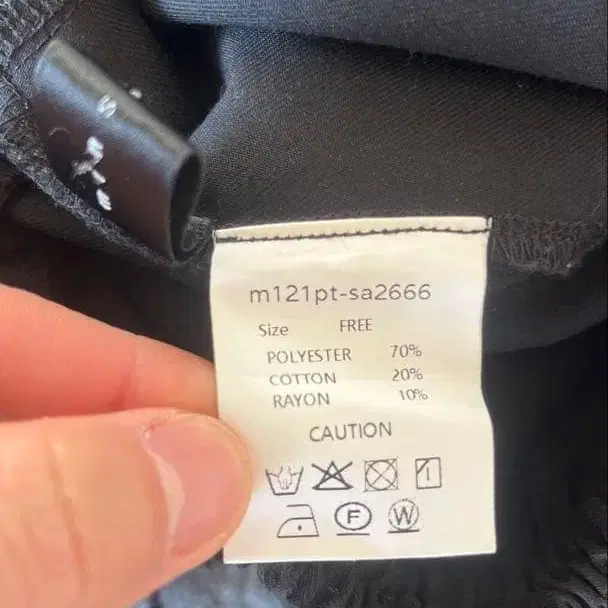 m121pt-sa2666
Size FREE
POLYESTER 70%
COTTON 20%
RAYON 10%
CAUTION
F W